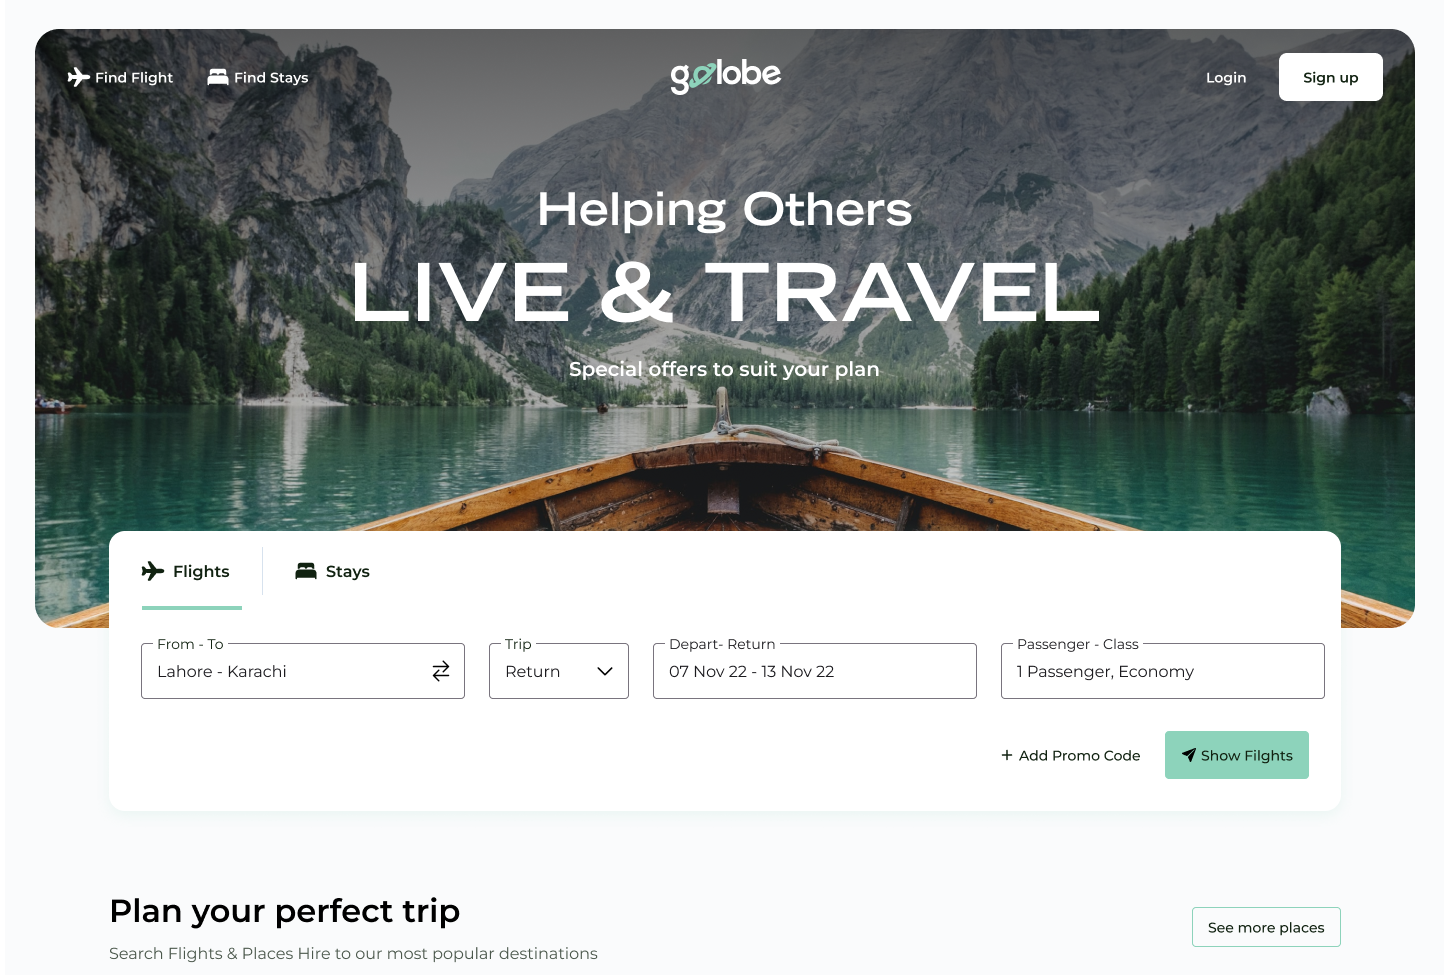 Find Flight
Find Stays
golobe
Login
Sign up
Helping Others
LIVE & TRAVEL
Special offers to suit your plan
Flights
Stays
From - To
Lahore - Karachi
Trip
Return
Depart- Return
07 Nov 22 - 13 Nov 22
Passenger - Class
1 Passenger, Economy
+ Add Promo Code
Show Filghts
Plan your perfect trip
Search Flights & Places Hire to our most popular destinations
See more places